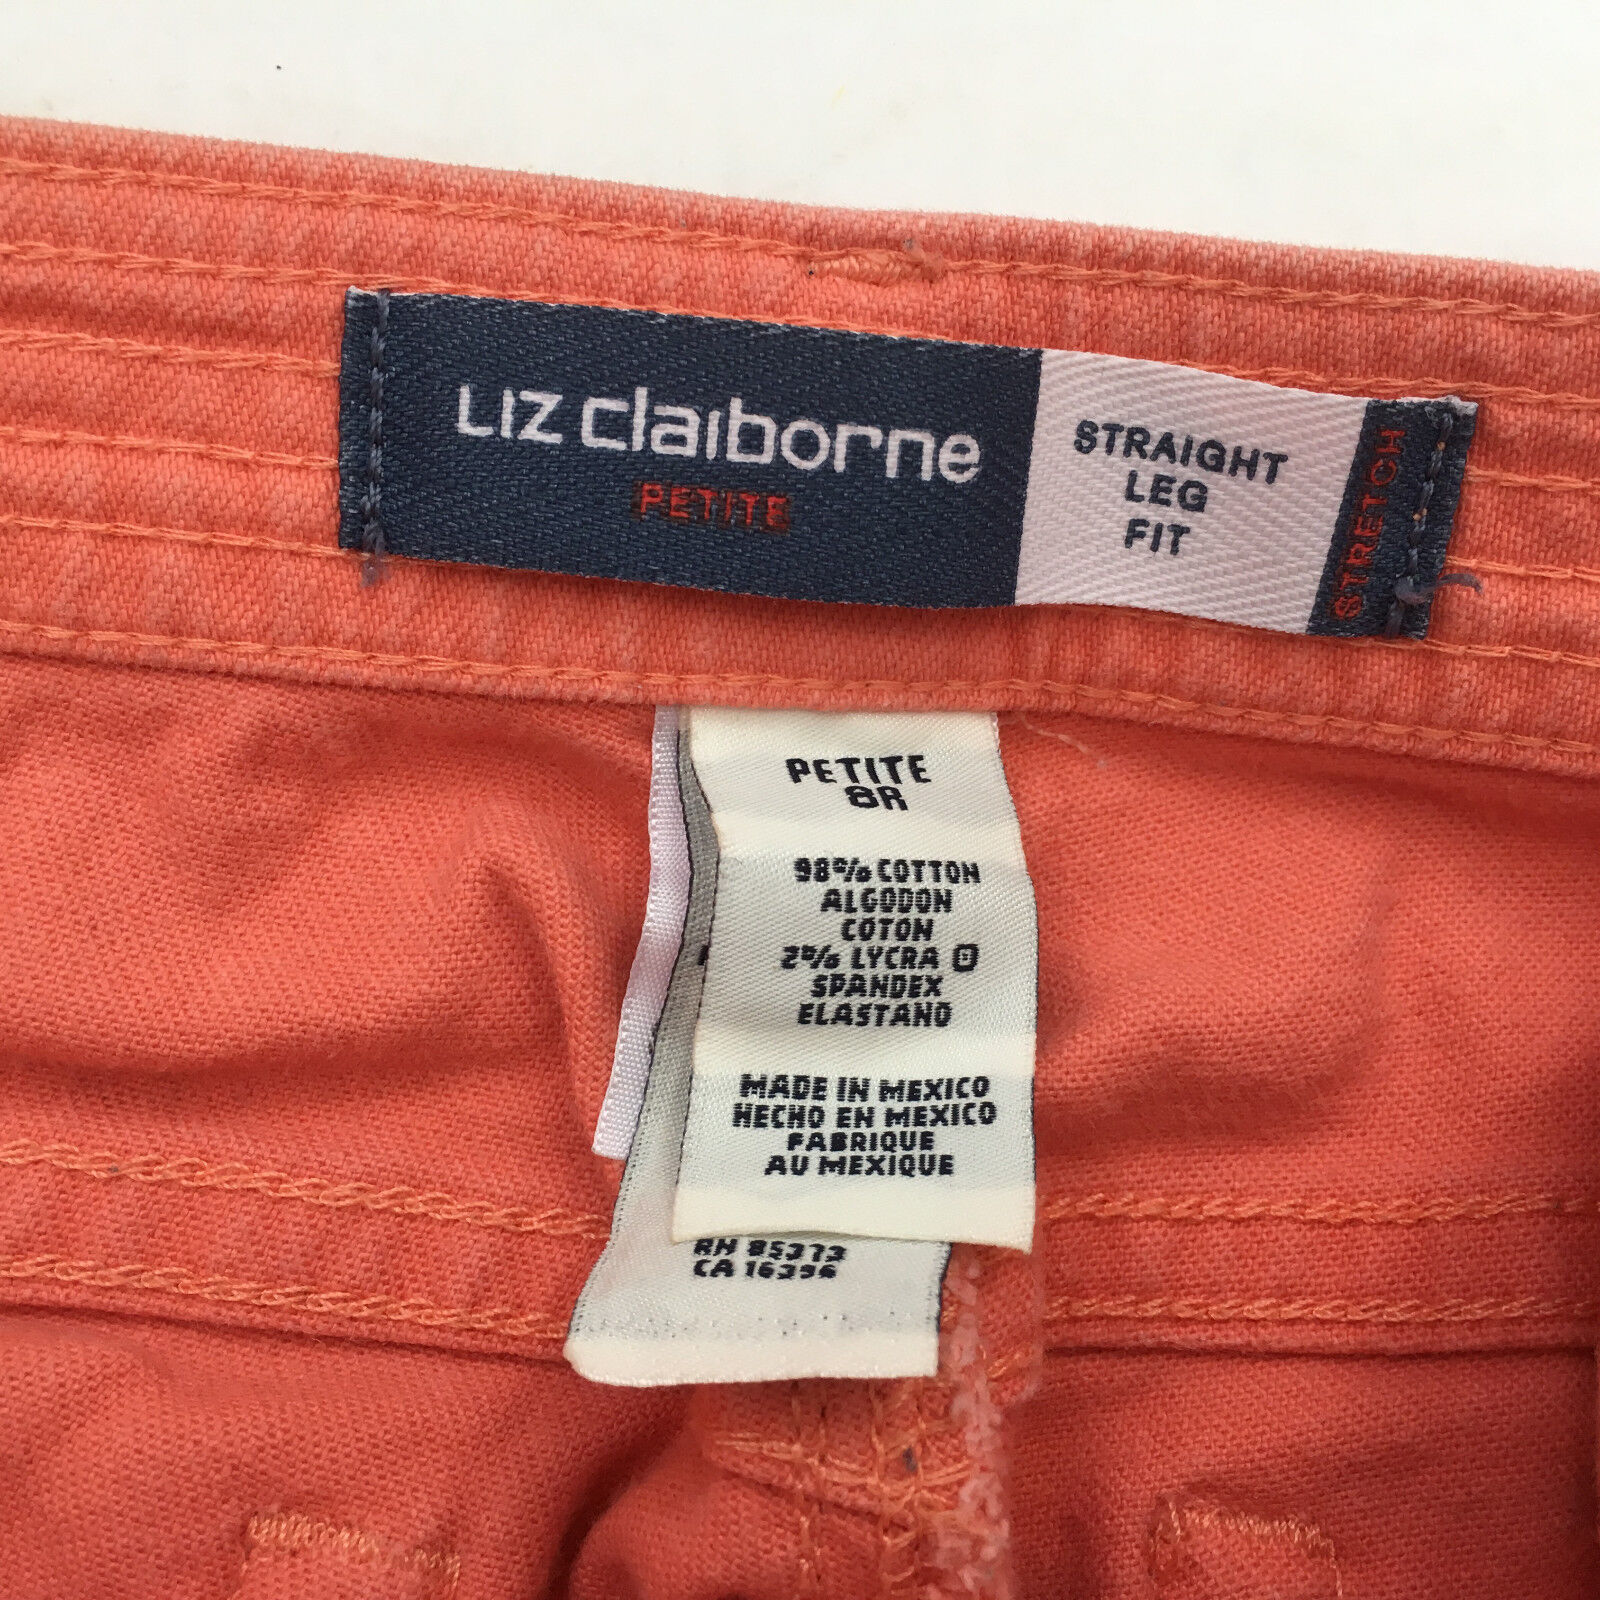 LIZ claiborne
PETITE
STRAIGHT
LEG
FIT
STRETCH
PETITE
8R
98% COTTON
ALGODON
COTON
2% LYCRA ®
SPANDEX
ELASTANO
MADE IN MEXICO
HECHO EN MEXICO
FABRIQUE
AU MEXIQUE
RN 85373
CA 16394